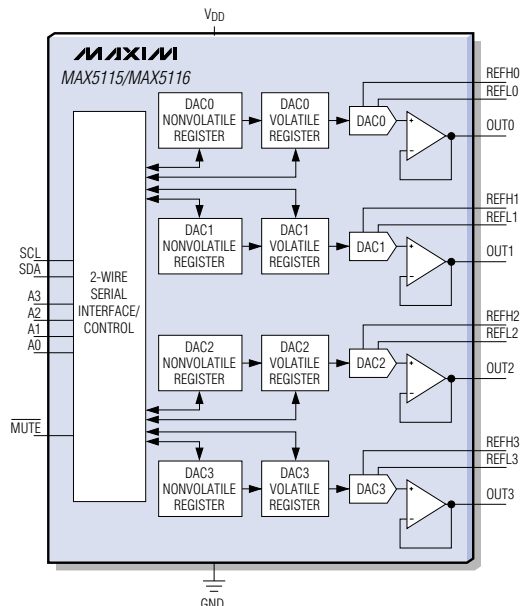 VDD
MAXIM
MAX5115/MAX5116
REFH0
REFL0
DAC0
NONVOLATILE
REGISTER
DAC0
VOLATILE
REGISTER
DAC0
+
−
OUT0
REFH1
REFL1
DAC1
NONVOLATILE
REGISTER
DAC1
VOLATILE
REGISTER
DAC1
+
−
OUT1
SCL
SDA
A3
A2
A1
A0
MUTE
2-WIRE
SERIAL
INTERFACE/
CONTROL
REFH2
REFL2
DAC2
NONVOLATILE
REGISTER
DAC2
VOLATILE
REGISTER
DAC2
+
−
OUT2
REFH3
REFL3
DAC3
NONVOLATILE
REGISTER
DAC3
VOLATILE
REGISTER
DAC3
+
−
OUT3
GND